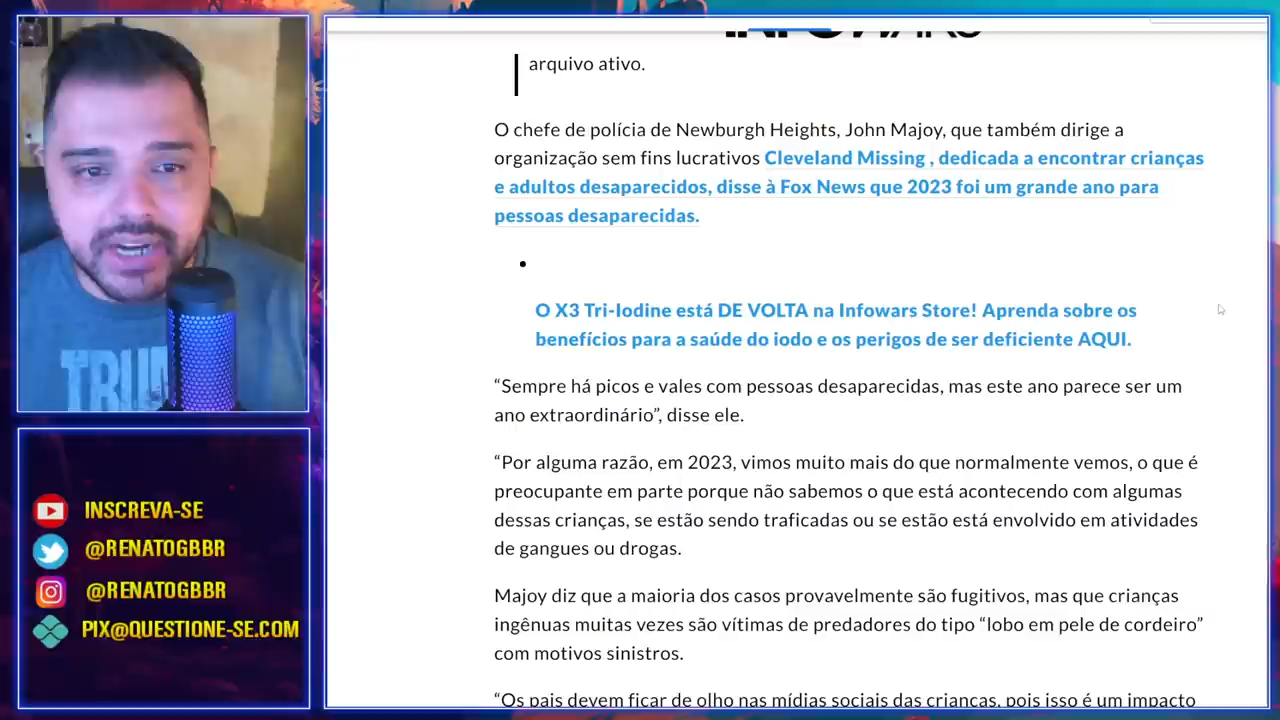 arquivo ativo.
O chefe de polícia de Newburgh Heights, John Majoy, que também dirige a
organização sem fins lucrativos Cleveland Missing , dedicada a encontrar crianças
e adultos desaparecidos, disse à Fox News que 2023 foi um grande ano para
pessoas desaparecidas.
O X3 Tri-Iodine está DE VOLTA na Infowars Store! Aprenda sobre os
benefícios para a saúde do iodo e os perigos de ser deficiente AQUI.
“Sempre há picos e vales com pessoas desaparecidas, mas este ano parece ser um
ano extraordinário”, disse ele.
“Por alguma razão, em 2023, vimos muito mais do que normalmente vemos, o que é
preocupante em parte porque não sabemos o que está acontecendo com algumas
dessas crianças, se estão sendo traficadas ou se estão está envolvido em atividades
de gangues ou drogas.
Majoy diz que a maioria dos casos provavelmente são fugitivos, mas que crianças
ingênuas muitas vezes são vítimas de predadores do tipo “lobo em pele de cordeiro”
com motivos sinistros.
“Os pais devem ficar de olho nas mídias sociais das crianças, pois isso é um impacto
INSCREVA-SE
@RENATOGBBR
@RENATOGBBR
PIX@QUESTIONE-SE.COM